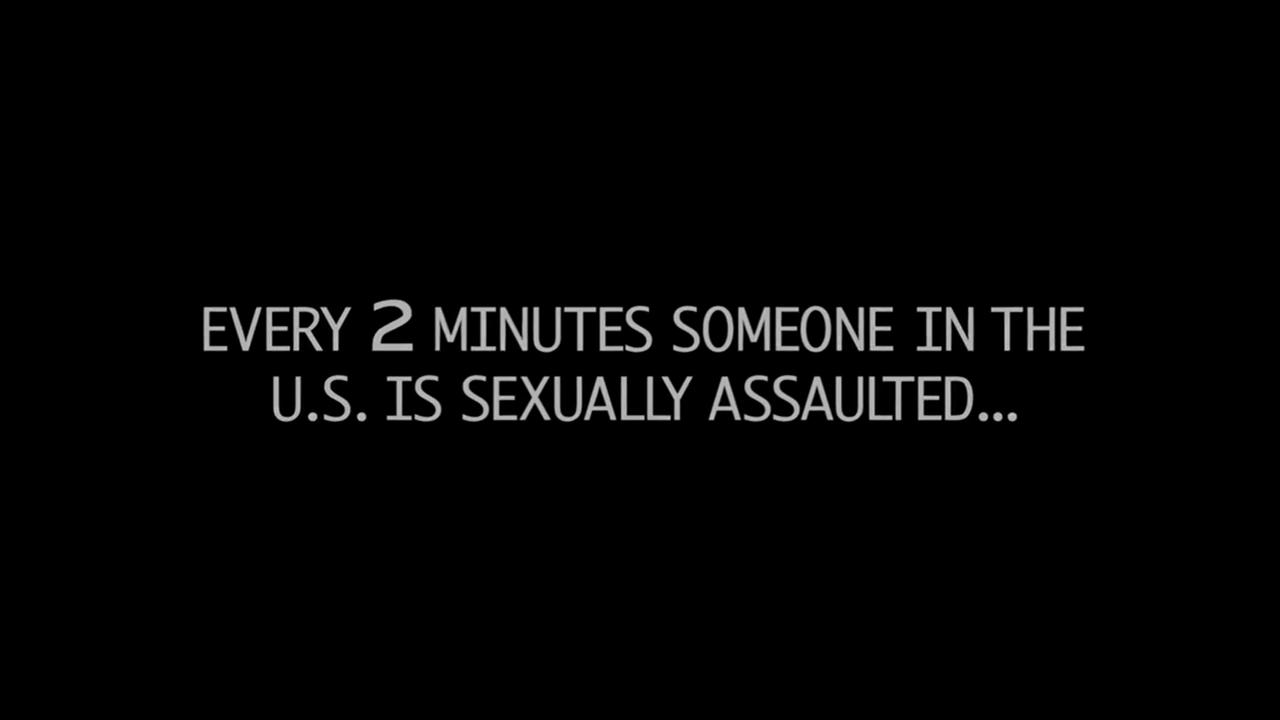 EVERY 2 MINUTES SOMEONE IN THE
U.S. IS SEXUALLY ASSAULTED...